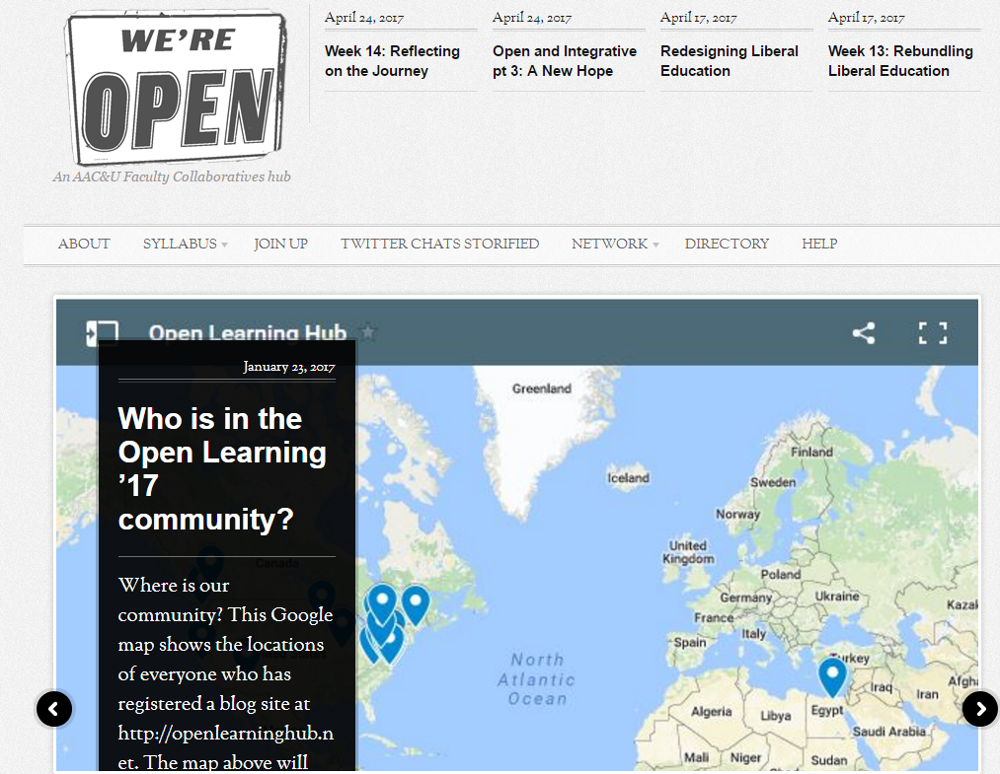 WE'RE
OPEN
An AAC&U Faculty Collaboratives hub
April 24, 2017
Week 14: Reflecting
on the Journey
April 24, 2017
Open and Integrative
pt 3: A New Hope
April 17, 2017
Redesigning Liberal
Education
April 17, 2017
Week 13: Rebundling
Liberal Education
ABOUT SYLLABUS JOIN UP TWITTER CHATS STORIFIED NETWORK DIRECTORY HELP
Open Learning Hub
January 23, 2017
Who is in the
Open Learning
’17
community?
Where is our
community? This Google
map shows the locations
of everyone who has
registered a blog site at
http://openlearninghub.n
et. The map above will
Canada
Greenland
Iceland
Finland
Sweden
Norway
United
Kingdom
Poland
Germany
Ukraine
France
Kazak
Italy
Spain
Turkey
North
Atlantic
Ocean
Iraq
Iran
Afgha
Algeria
Libya
Egypt
Saudi Arabia
Mali
Niger
Sudan